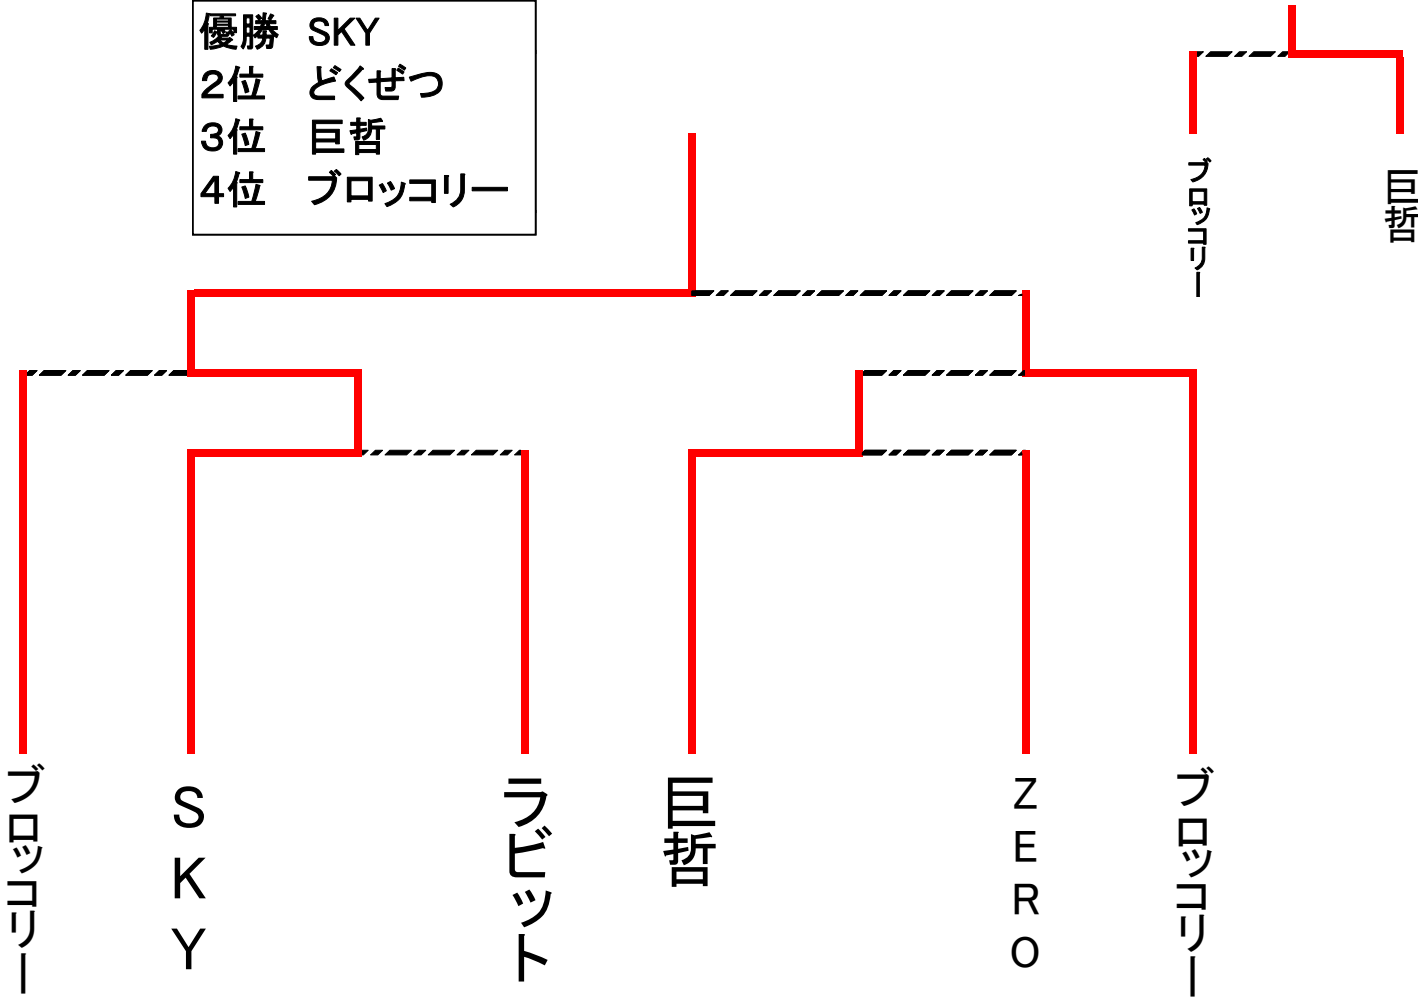 優勝　SKY
２位　どくぜつ
３位　巨哲
４位　ブロッコリー
ブロッコリー
巨哲
ブロッコリー
ＳＫＹ
ラビット
巨哲
ＺＥＲＯ
ブロッコリー